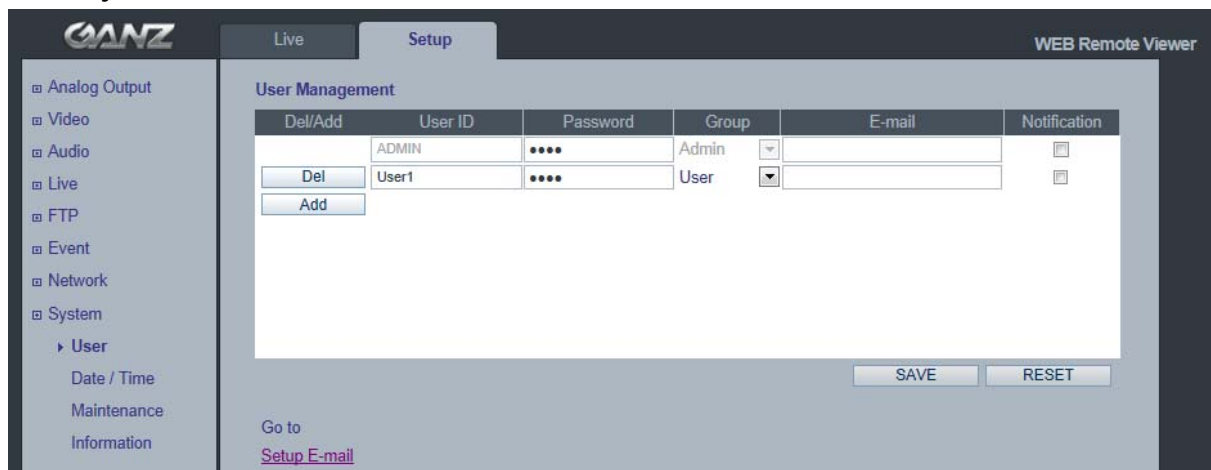 GANZ
Live
Setup
WEB Remote Viewer
Analog Output
Video
Audio
Live
FTP
Event
Network
System
User
Date / Time
Maintenance
Information
User Management
Del/Add User ID Password Group E-mail Notification
ADMIN •••• Admin
Del User1 •••• User
Add
SAVE RESET
Go to
Setup E-mail